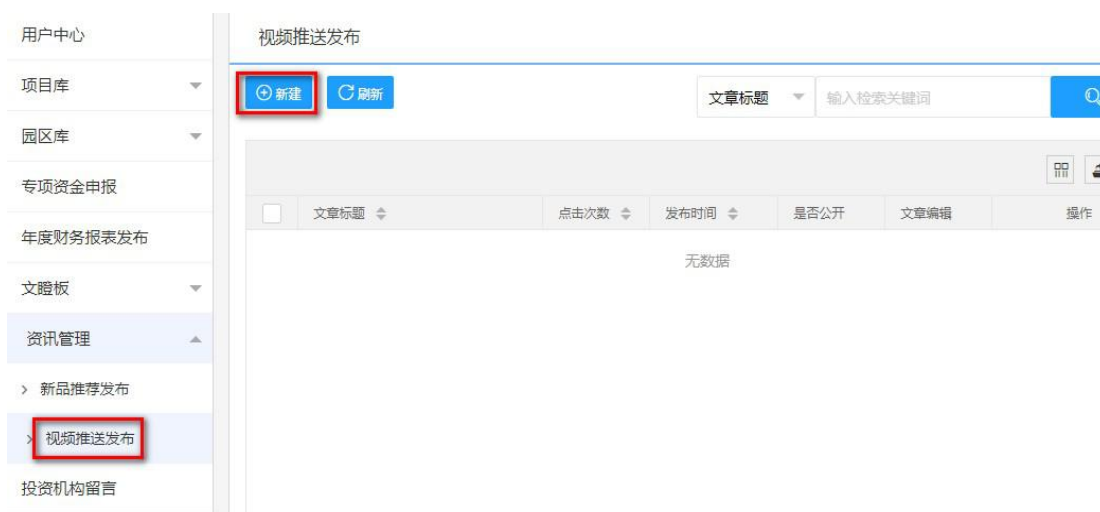 用户中心
项目库
园区库
专项资金申报
年度财务报表发布
文瞪板
资讯管理
新品推荐发布
视频推送发布
投资机构留言
视频推送发布
新建 刷新 文章标题 输入检索关键词
文章标题 点击次数 发布时间 是否公开 文章编辑 操作
无数据